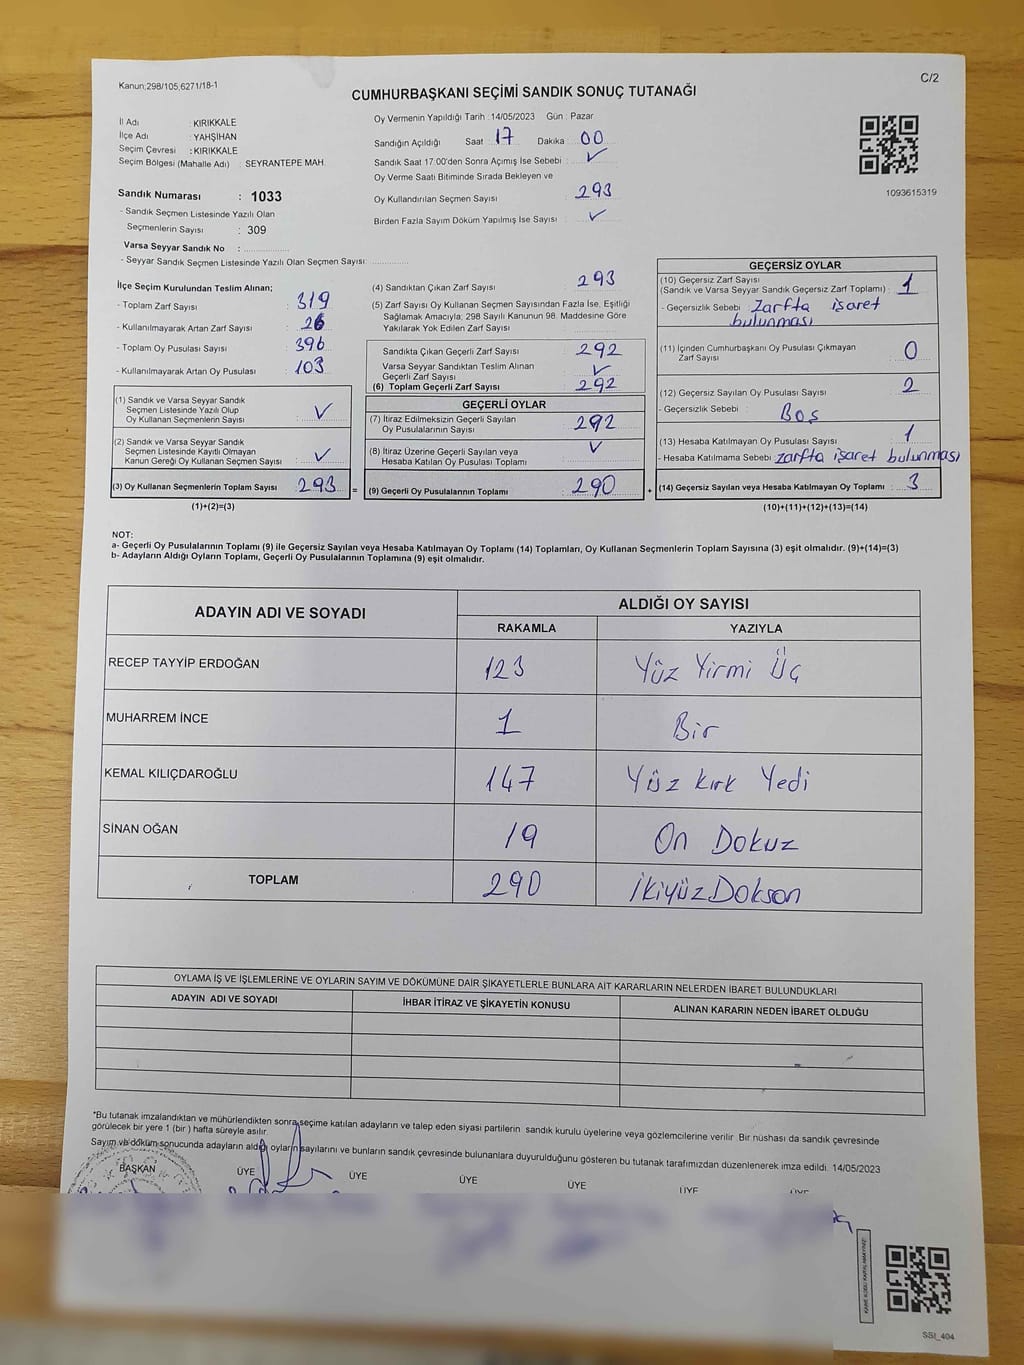 Kanun;298/105;6271/18-1
C/2
CUMHURBAŞKANI SEÇİMİ SANDIK SONUÇ TUTANAĞI
İl Adı : KIRIKKALE
İlçe Adı : YAHŞİHAN
Seçim Çevresi : KIRIKKALE
Seçim Bölgesi (Mahalle Adı) : SEYRANTEPE MAH.
Sandık Numarası : 1033
- Sandık Seçmen Listesinde Yazılı Olan
Seçmenlerin Sayısı : 309
Varsa Seyyar Sandık No :
- Seyyar Sandık Seçmen Listesinde Yazılı Olan Seçmen Sayısı:
Oy Vermenin Yapıldığı Tarih : 14/05/2023 Gün : Pazar
Sandığın Açıldığı Saat : 17 Dakika : 00
Sandık Saat 17:00'den Sonra Açımış İse Sebebi : ✓
Oy Verme Saati Bitiminde Sırada Bekleyen ve
Oy Kullandırılan Seçmen Sayısı : 293
Birden Fazla Sayım Döküm Yapılmış İse Sayısı : ✓
1093615319
İlçe Seçim Kurulundan Teslim Alınan;
- Toplam Zarf Sayısı : 319
- Kullanılmayarak Artan Zarf Sayısı : 26
- Toplam Oy Pusulası Sayısı : 396
- Kullanılmayarak Artan Oy Pusulası : 103
(1) Sandık ve Varsa Seyyar Sandık
Seçmen Listesinde Yazılı Olup
Oy Kullanan Seçmenlerin Sayısı : ✓
(2) Sandık ve Varsa Seyyar Sandık
Seçmen Listesinde Kayıtlı Olmayan
Kanun Gereği Oy Kullanan Seçmen Sayısı : ✓
(3) Oy Kullanan Seçmenlerin Toplam Sayısı : 293 =
(1)+(2)=(3)
(4) Sandıktan Çıkan Zarf Sayısı : 293
(5) Zarf Sayısı Oy Kullanan Seçmen Sayısından Fazla İse, Eşitliği
Sağlamak Amacıyla; 298 Sayılı Kanunun 98. Maddesine Göre
Yakılarak Yok Edilen Zarf Sayısı :
Sandıkta Çıkan Geçerli Zarf Sayısı : 292
Varsa Seyyar Sandıktan Teslim Alınan
Geçerli Zarf Sayısı : ✓
(6) Toplam Geçerli Zarf Sayısı : 292
GEÇERLİ OYLAR
(7) İtiraz Edilmeksizin Geçerli Sayılan
Oy Pusulalarının Sayısı : 292
(8) İtiraz Üzerine Geçerli Sayılan veya
Hesaba Katılan Oy Pusulası Toplamı : ✓
(9) Geçerli Oy Pusulalarının Toplamı : 290 +
GEÇERSİZ OYLAR
(10) Geçersiz Zarf Sayısı
(Sandık ve Varsa Seyyar Sandık Geçersiz Zarf Toplamı) : 1
- Geçersizlik Sebebi : Zarfta işaret
bulunması
(11) İçinden Cumhurbaşkanı Oy Pusulası Çıkmayan
Zarf Sayısı : 0
(12) Geçersiz Sayılan Oy Pusulası Sayısı : 2
- Geçersizlik Sebebi : Boş
(13) Hesaba Katılmayan Oy Pusulası Sayısı : 1
- Hesaba Katılmama Sebebi : zarfta işaret bulunması
(14) Geçersiz Sayılan veya Hesaba Katılmayan Oy Toplamı : 3
(10)+(11)+(12)+(13)=(14)
NOT:
a- Geçerli Oy Pusulalarının Toplamı (9) ile Geçersiz Sayılan veya Hesaba Katılmayan Oy Toplamı (14) Toplamları, Oy Kullanan Seçmenlerin Toplam Sayısına (3) eşit olmalıdır. (9)+(14)=(3)
b- Adayların Aldığı Oyların Toplamı, Geçerli Oy Pusulalarının Toplamına (9) eşit olmalıdır.
ADAYIN ADI VE SOYADI ALDIĞI OY SAYISI
RAKAMLA YAZIYLA
RECEP TAYYİP ERDOĞAN 123 Yüz Yirmi Üç
MUHARREM İNCE 1 Bir
KEMAL KILIÇDAROĞLU 147 Yüz kırk Yedi
SİNAN OĞAN 19 On Dokuz
TOPLAM 290 İkiyüzDoksan
OYLAMA İŞ VE İŞLEMLERİNE VE OYLARIN SAYIM VE DÖKÜMÜNE DAİR ŞİKAYETLERLE BUNLARA AİT KARARLARIN NELERDEN İBARET BULUNDUKLARI
ADAYIN ADI VE SOYADI İHBAR İTİRAZ VE ŞİKAYETİN KONUSU ALINAN KARARIN NEDEN İBARET OLDUĞU
*Bu tutanak imzalandıktan ve mühürlendikten sonra seçime katılan adayların ve talep eden siyasi partilerin sandık kurulu üyelerine veya gözlemcilerine verilir. Bir nüshası da sandık çevresinde
görülecek bir yere 1 (bir ) hafta süreyle asılır.
Sayım ve döküm sonucunda adayların aldığı oyların sayılarını ve bunların sandık çevresinde bulunanlara duyurulduğunu gösteren bu tutanak tarafımızdan düzenlenerek imza edildi. 14/05/2023
BAŞKAN ÜYE ÜYE ÜYE ÜYE ÜYE ÜYE
SSI_404